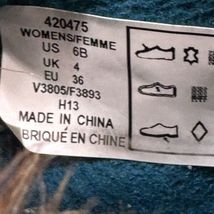 420475
WOMENS/FEMME
US 6B
UK 4
EU 36
V3805/F3893
H13
MADE IN CHINA
BRIQUÉ EN CHINE